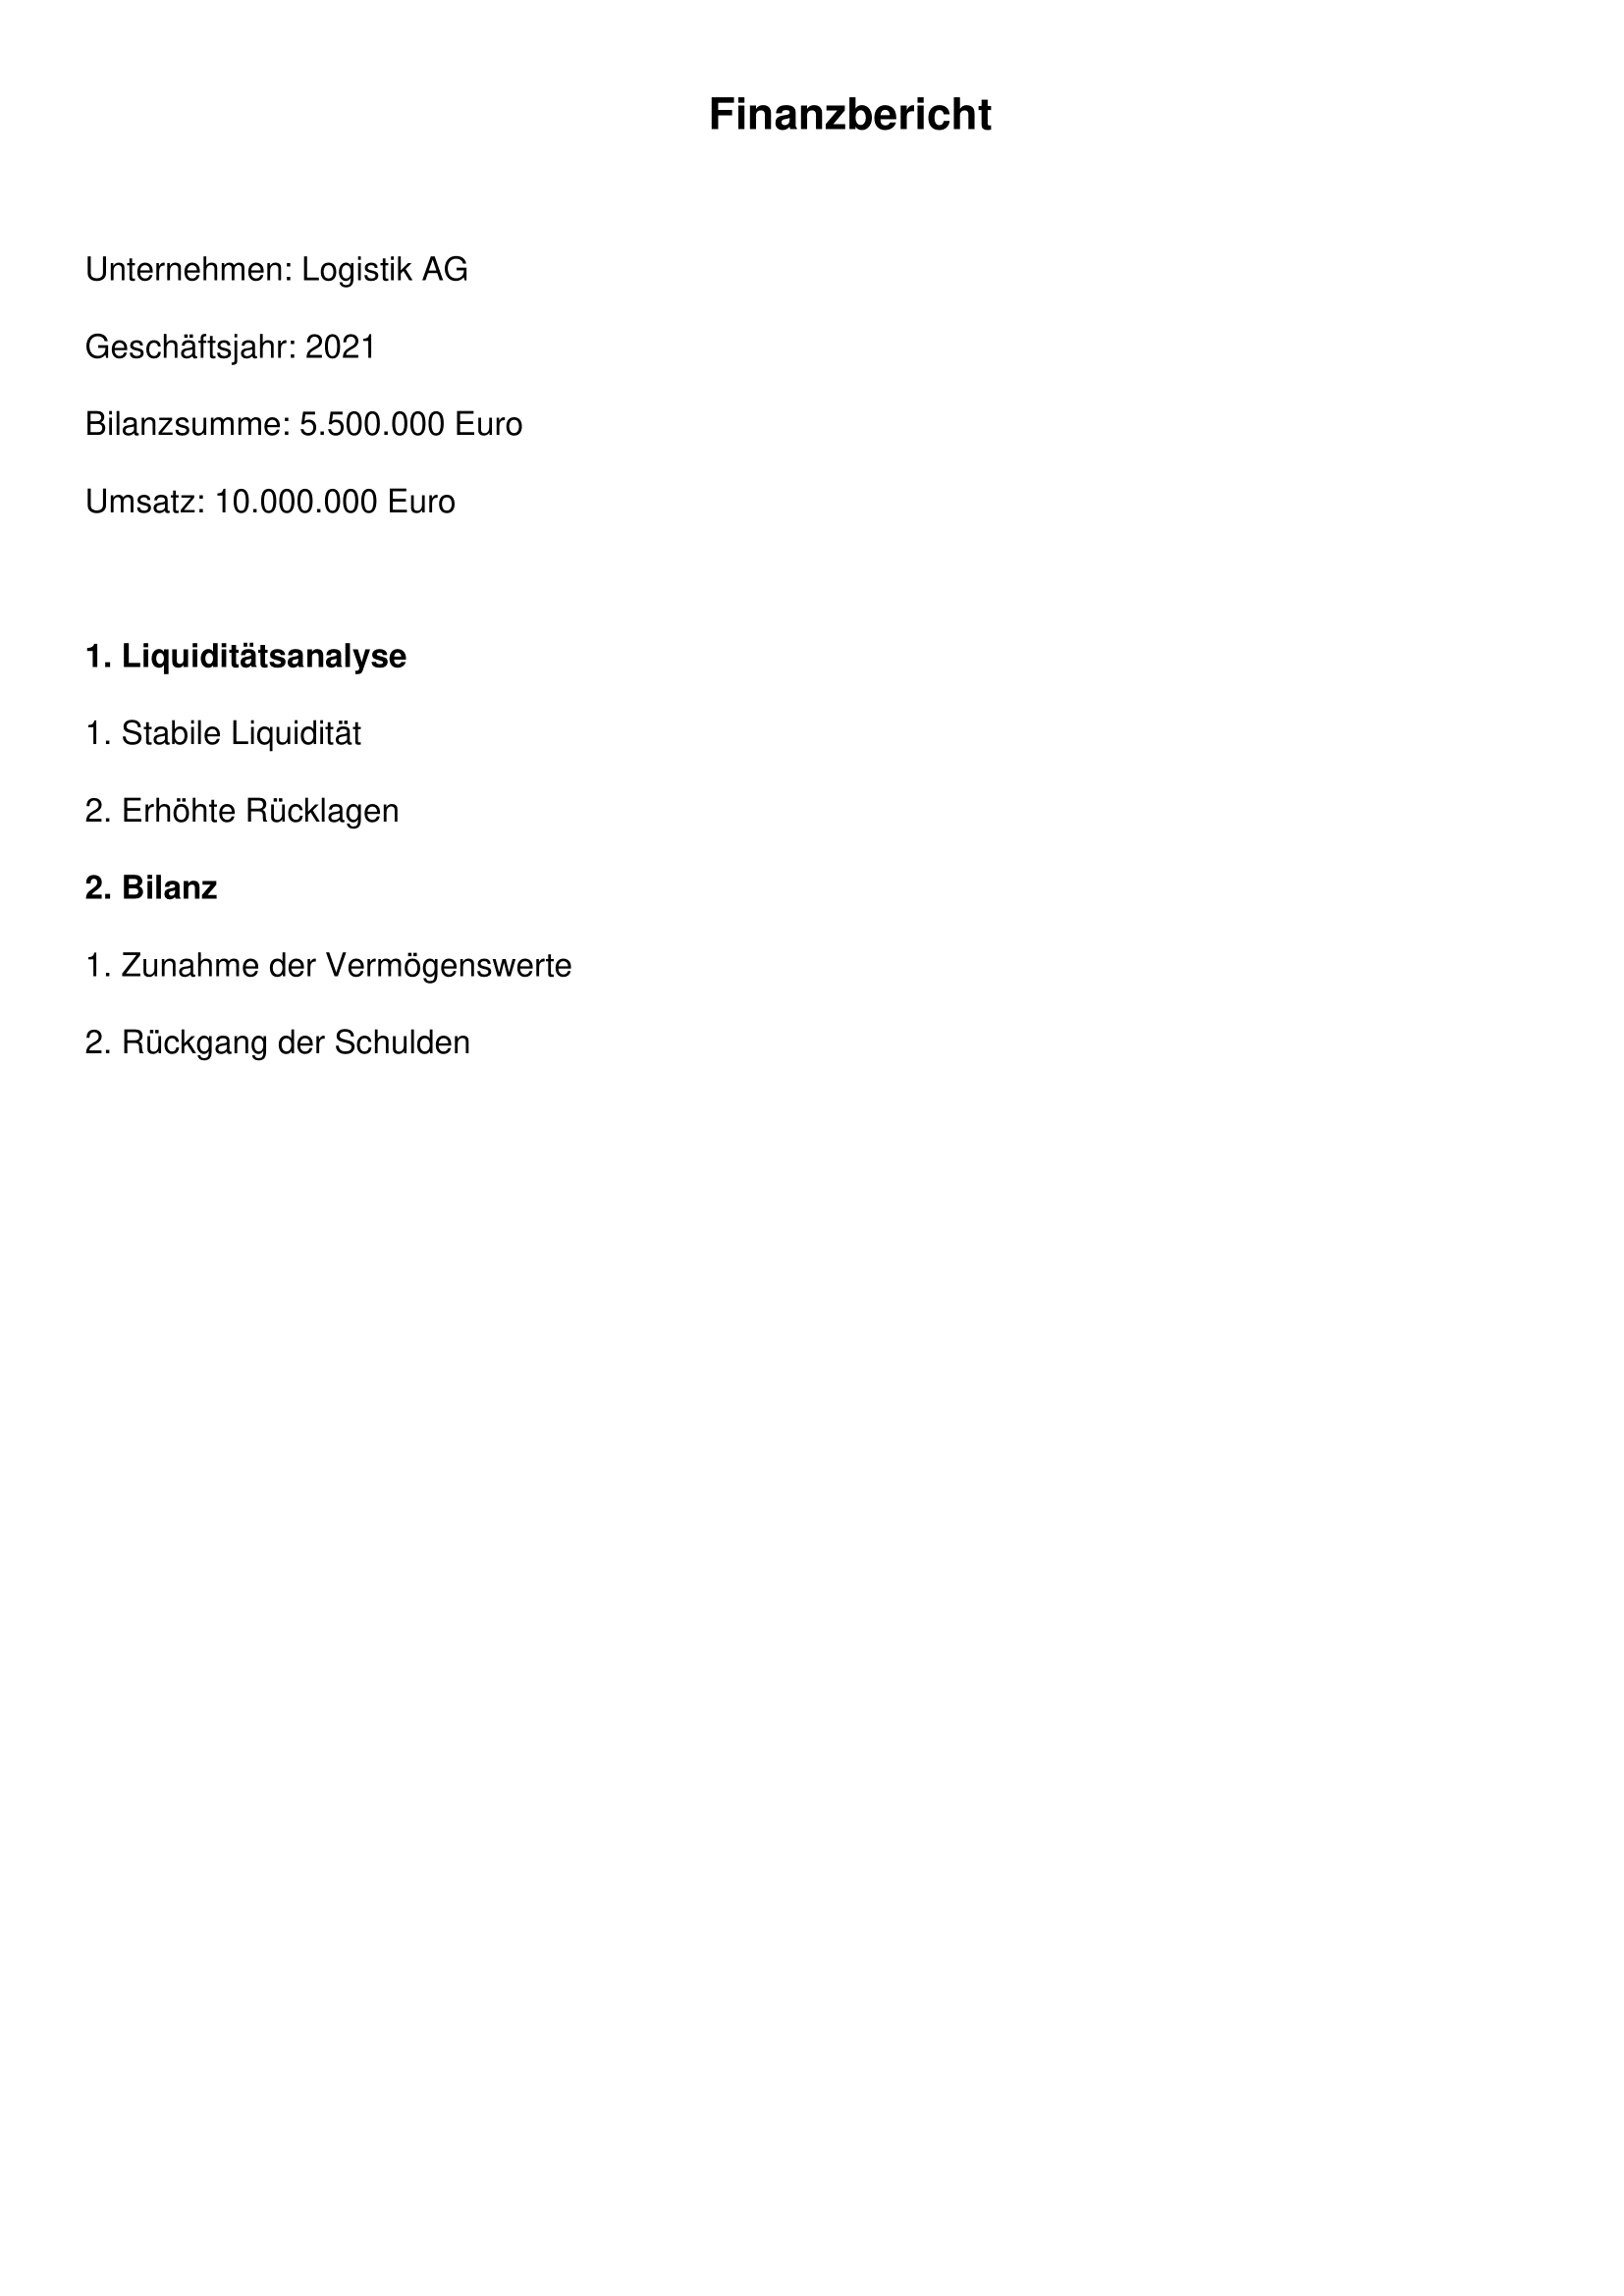 Finanzbericht
Unternehmen: Logistik AG
Geschäftsjahr: 2021
Bilanzsumme: 5.500.000 Euro
Umsatz: 10.000.000 Euro
1. Liquiditätsanalyse
1. Stabile Liquidität
2. Erhöhte Rücklagen
2. Bilanz
1. Zunahme der Vermögenswerte
2. Rückgang der Schulden